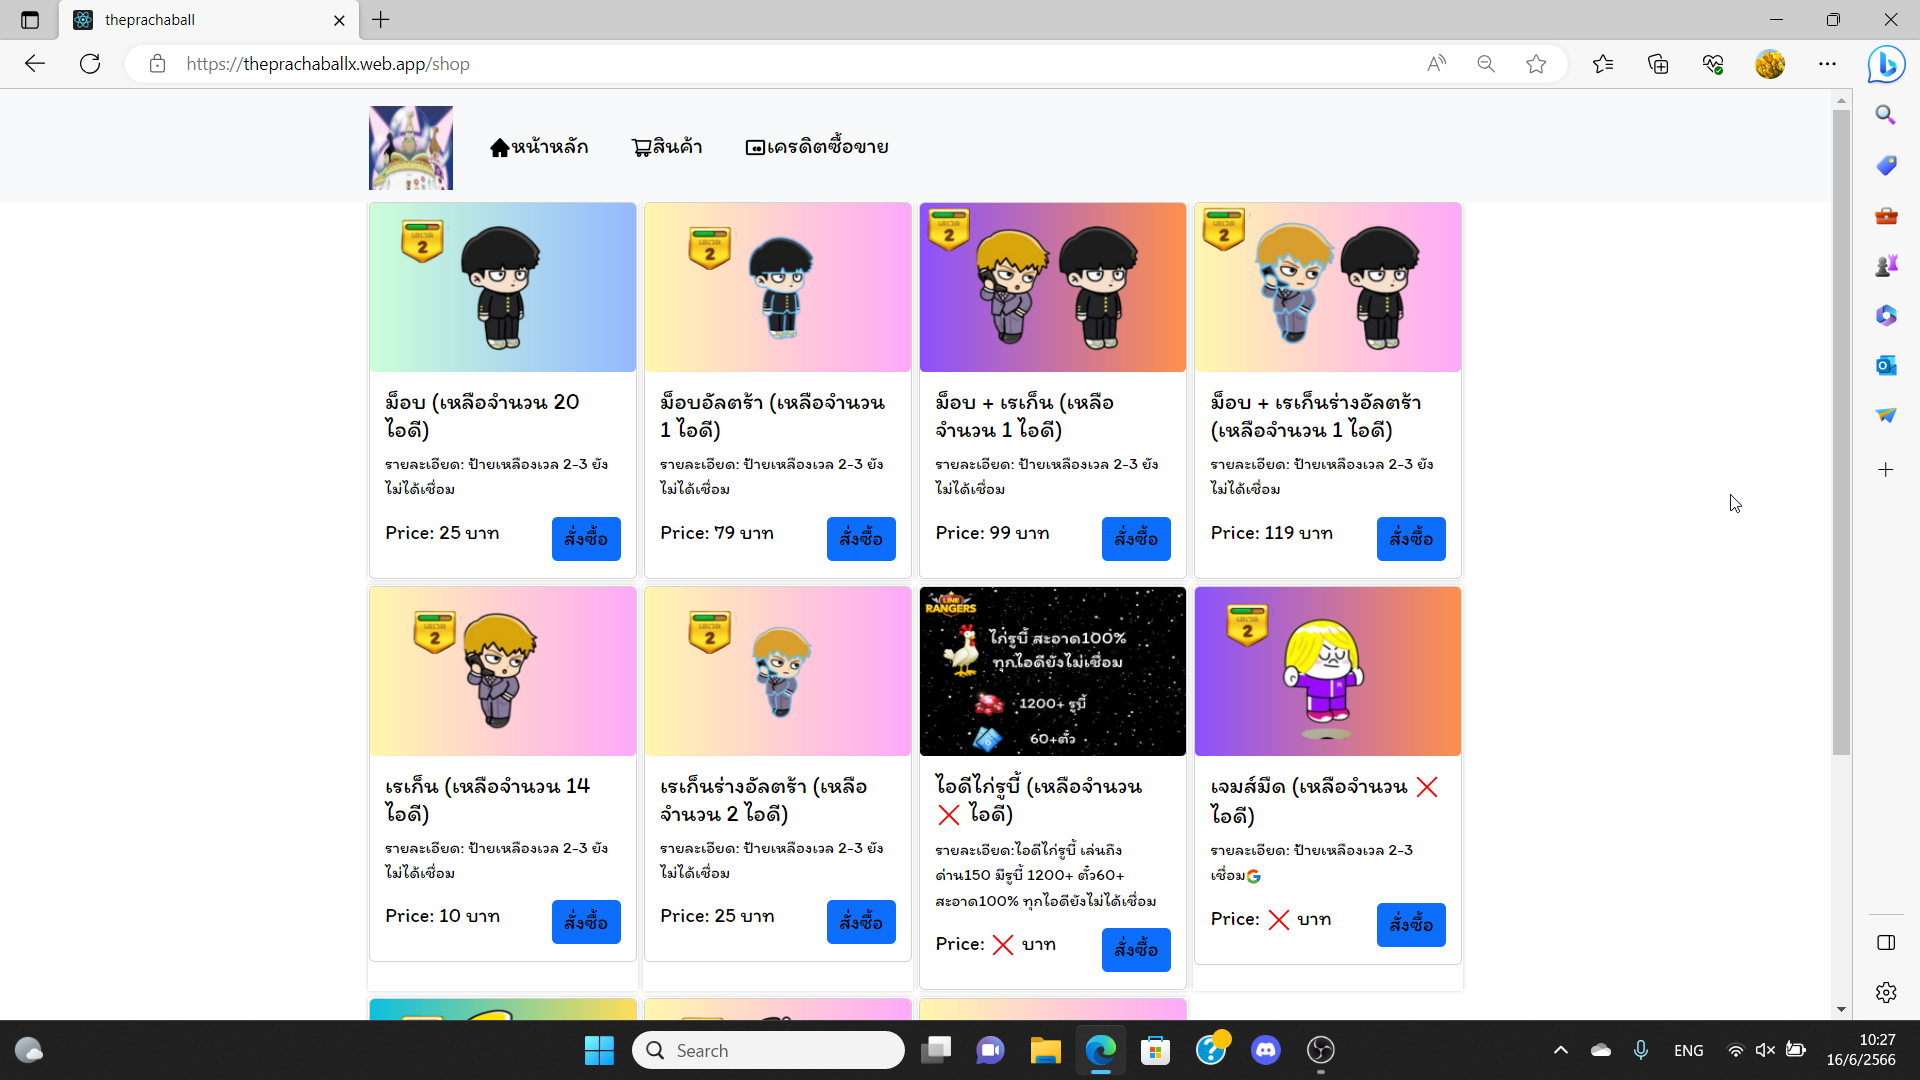 theprachaball
https://theprachaballx.web.app/shop
หน้าหลัก
สินค้า
เครดิตซื้อขาย
2
2
2
2
ม็อบ (เหลือจำนวน 20
ไอดี)
รายละเอียด: ป้ายเหลืองเวล 2-3 ยัง
ไม่ได้เชื่อม
Price: 25 บาท
สั่งซื้อ
ม็อบอัลตร้า (เหลือจำนวน
1 ไอดี)
รายละเอียด: ป้ายเหลืองเวล 2-3 ยัง
ไม่ได้เชื่อม
Price: 79 บาท
สั่งซื้อ
ม็อบ + เรเก็น (เหลือ
จำนวน 1 ไอดี)
รายละเอียด: ป้ายเหลืองเวล 2-3 ยัง
ไม่ได้เชื่อม
Price: 99 บาท
สั่งซื้อ
ม็อบ + เรเก็นร่างอัลตร้า
(เหลือจำนวน 1 ไอดี)
รายละเอียด: ป้ายเหลืองเวล 2-3 ยัง
ไม่ได้เชื่อม
Price: 119 บาท
สั่งซื้อ
2
เรเก็น (เหลือจำนวน 14
ไอดี)
รายละเอียด: ป้ายเหลืองเวล 2-3 ยัง
ไม่ได้เชื่อม
Price: 10 บาท
สั่งซื้อ
2
เรเก็นร่างอัลตร้า (เหลือ
จำนวน 2 ไอดี)
รายละเอียด: ป้ายเหลืองเวล 2-3 ยัง
ไม่ได้เชื่อม
Price: 25 บาท
สั่งซื้อ
LINE
RANGERS
ไก่รูบี้ สะอาด100%
ทุกไอดียังไม่เชื่อม
1200+ รูบี้
60+ตั๋ว
ไอดีไก่รูบี้ (เหลือจำนวน
❌ ไอดี)
รายละเอียด:ไอดีไก่รูบี้ เล่นถึง
ด่าน150 มีรูบี้ 1200+ ตั๋ว60+
สะอาด100% ทุกไอดียังไม่ได้เชื่อม
Price: ❌ บาท
สั่งซื้อ
2
เจมส์มืด (เหลือจำนวน ❌
ไอดี)
รายละเอียด: ป้ายเหลืองเวล 2-3
เชื่อม
Price: ❌ บาท
สั่งซื้อ
Search
ENG
10:27
16/6/2566